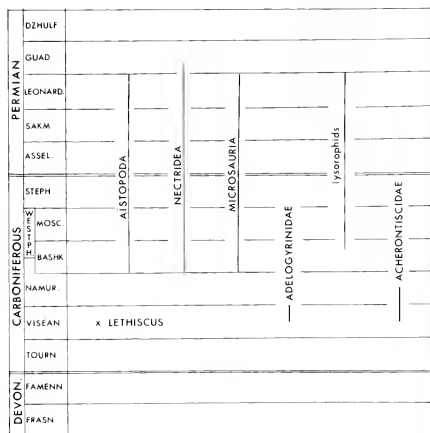 PERMIAN
DZHULF
GUAD
LEONARD.
SAKM
ASSEL.
CARBONIFEROUS
STEPH
WESTPH.
MOSC.
BASHK
NAMUR.
VISEAN
TOURN
DEVON.
FAMENN
FRASN
AISTOPODA
NECTRIDEA
MICROSAURIA
ADELOGYRINIDAE
lysorophids
ACHERONTISCIDAE
x LETHISCUS